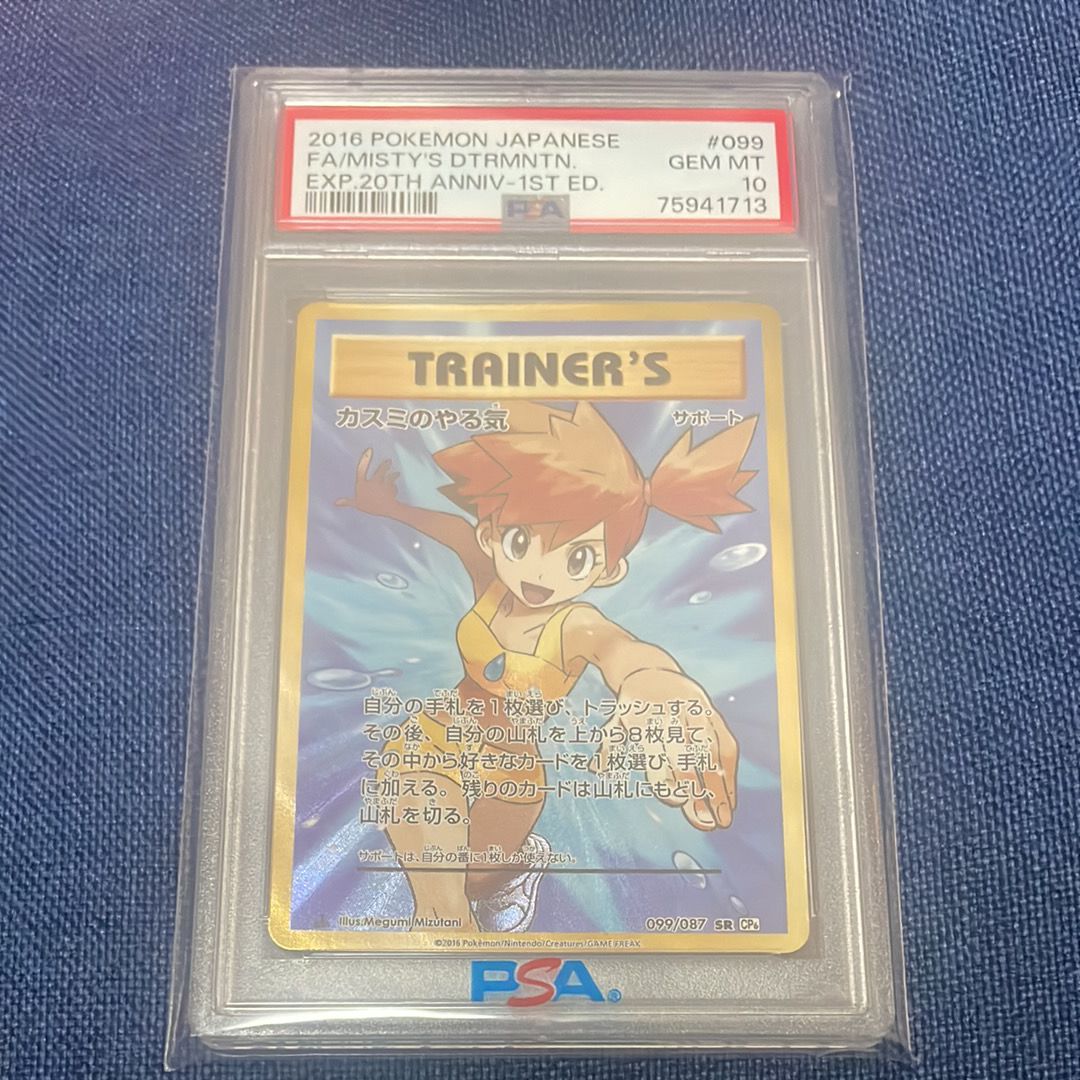 2016 POKEMON JAPANESE #099
FA/MISTY'S DTRMNTN. GEM MT
EXP.20TH ANNIV-1ST ED. 10
PSA 75941713
TRAINER'S
カスミのやる気 サポート
自分の手札を1枚選び、トラッシュする。
その後、自分の山札を上から8枚見て、
その中から好きなカードを1枚選び、手札
に加える。残りのカードは山札にもどし、
山札を切る。
サポートは、自分の番に1枚しか使えない。
Illus.Megumi Mizutani 099/087 SR CP6
©2016 Pokémon/Nintendo/Creatures/GAME FREAK
PSA®